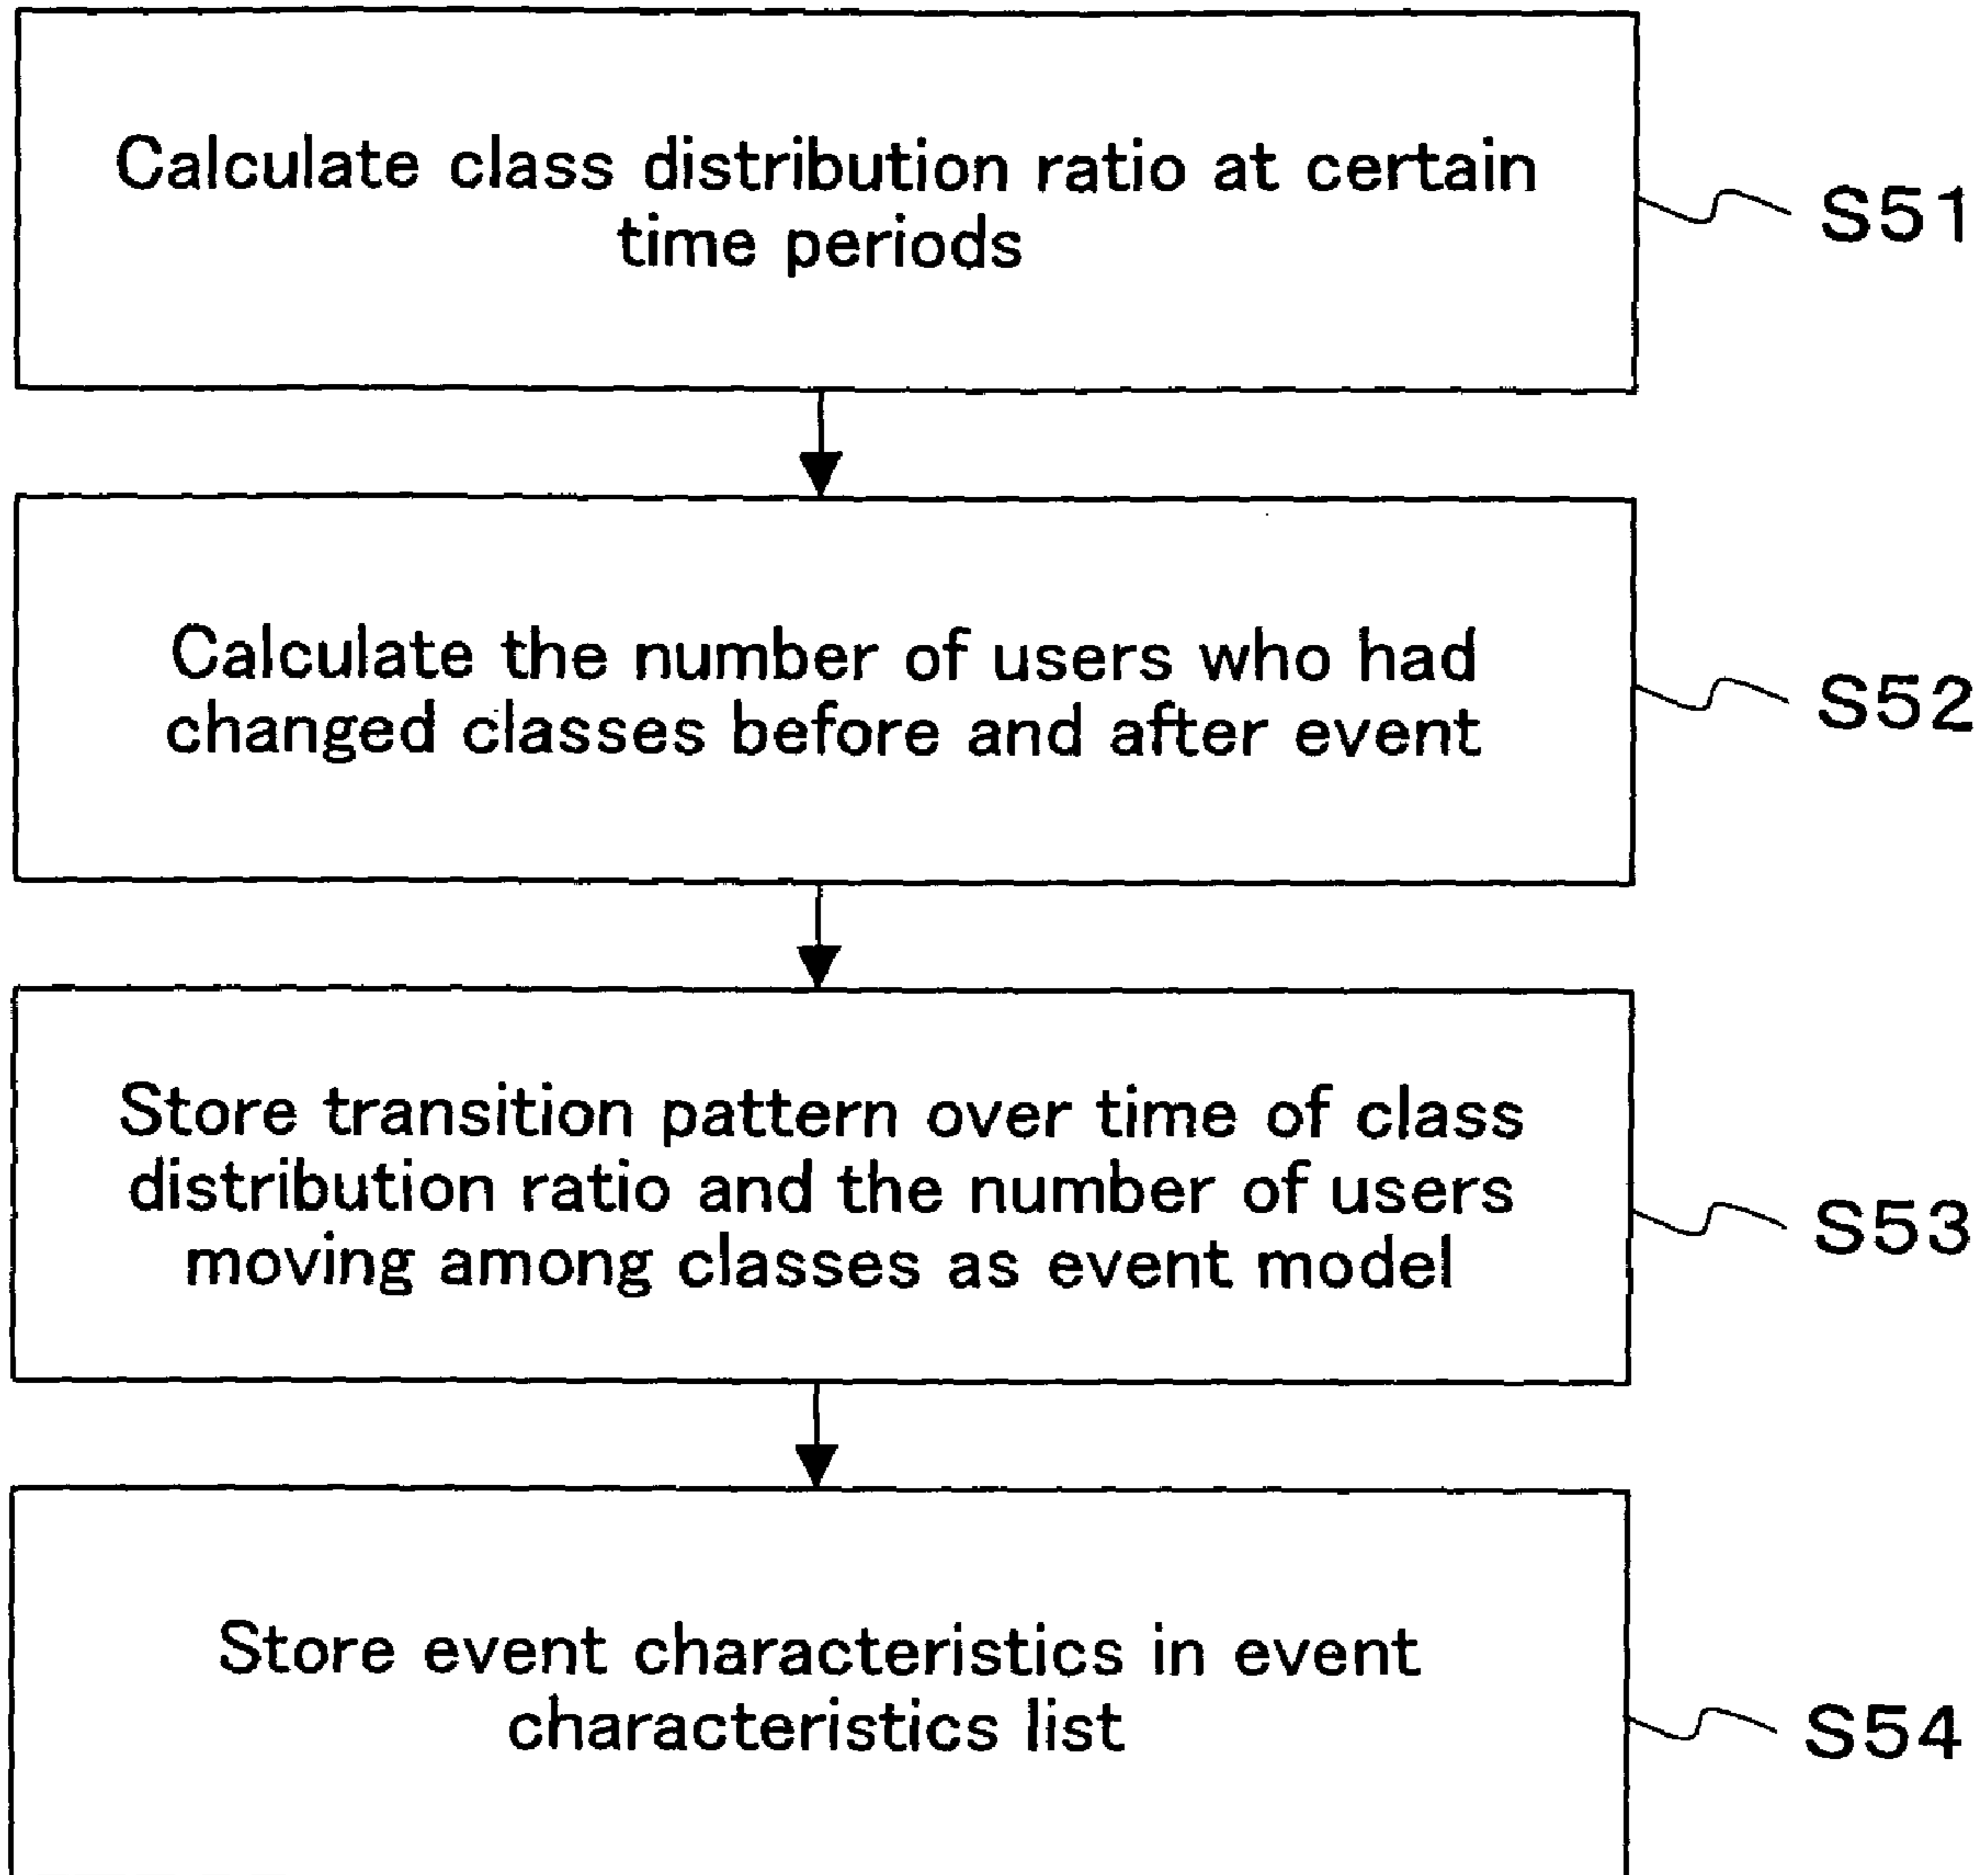 Calculate class distribution ratio at certain
time periods
S51
Calculate the number of users who had
changed classes before and after event
S52
Store transition pattern over time of class
distribution ratio and the number of users
moving among classes as event model
S53
Store event characteristics in event
characteristics list
S54